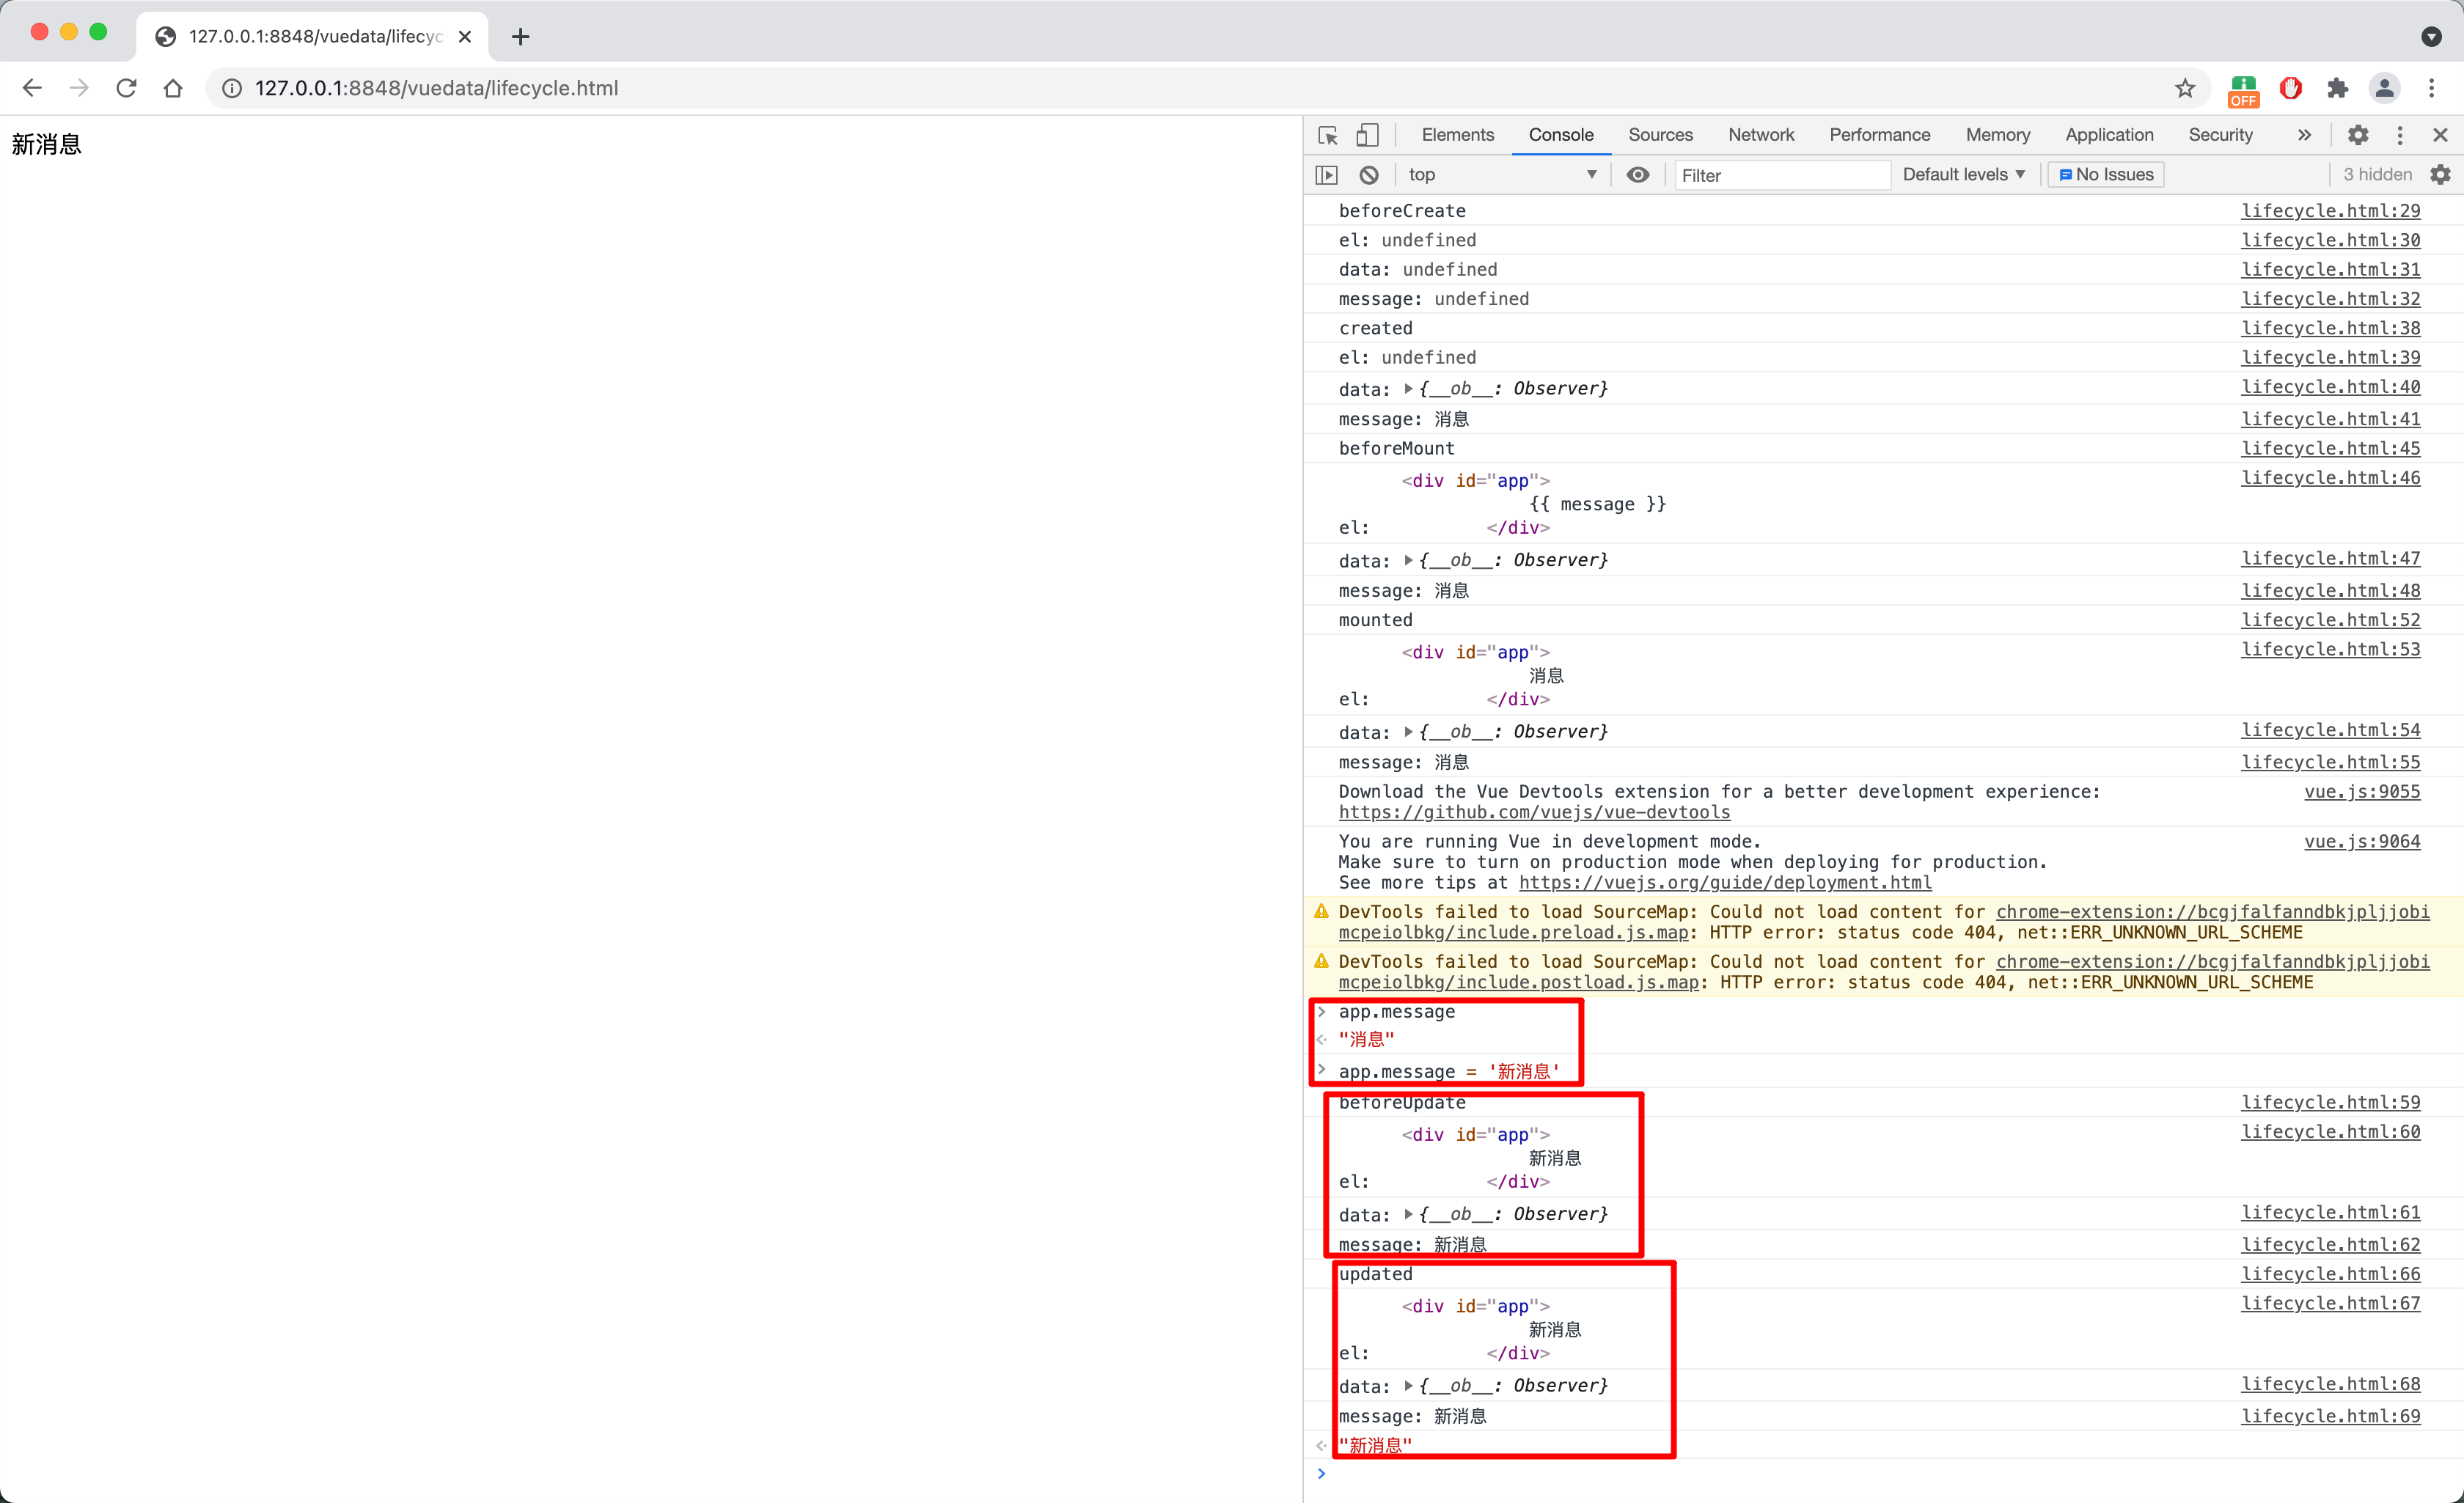 127.0.0.1:8848/vuedata/lifecyc
127.0.0.1:8848/vuedata/lifecycle.html
OFF
新消息
Elements Console Sources Network Performance Memory Application Security
top Filter Default levels No Issues 3 hidden
beforeCreate lifecycle.html:29
el: undefined lifecycle.html:30
data: undefined lifecycle.html:31
message: undefined lifecycle.html:32
created lifecycle.html:38
el: undefined lifecycle.html:39
data: {__ob__: Observer} lifecycle.html:40
message: 消息 lifecycle.html:41
beforeMount lifecycle.html:45
<div id="app"> lifecycle.html:46
{{ message }}
el: </div>
data: {__ob__: Observer} lifecycle.html:47
message: 消息 lifecycle.html:48
mounted lifecycle.html:52
<div id="app"> lifecycle.html:53
消息
el: </div>
data: {__ob__: Observer} lifecycle.html:54
message: 消息 lifecycle.html:55
Download the Vue Devtools extension for a better development experience: vue.js:9055
https://github.com/vuejs/vue-devtools
You are running Vue in development mode. vue.js:9064
Make sure to turn on production mode when deploying for production.
See more tips at https://vuejs.org/guide/deployment.html
DevTools failed to load SourceMap: Could not load content for chrome-extension://bcgjfalfanndbkjpljjobi
mcpeiolbkg/include.preload.js.map: HTTP error: status code 404, net::ERR_UNKNOWN_URL_SCHEME
DevTools failed to load SourceMap: Could not load content for chrome-extension://bcgjfalfanndbkjpljjobi
mcpeiolbkg/include.postload.js.map: HTTP error: status code 404, net::ERR_UNKNOWN_URL_SCHEME
app.message
"消息"
app.message = '新消息'
beforeUpdate lifecycle.html:59
<div id="app"> lifecycle.html:60
新消息
el: </div>
data: {__ob__: Observer} lifecycle.html:61
message: 新消息 lifecycle.html:62
updated lifecycle.html:66
<div id="app"> lifecycle.html:67
新消息
el: </div>
data: {__ob__: Observer} lifecycle.html:68
message: 新消息 lifecycle.html:69
"新消息"